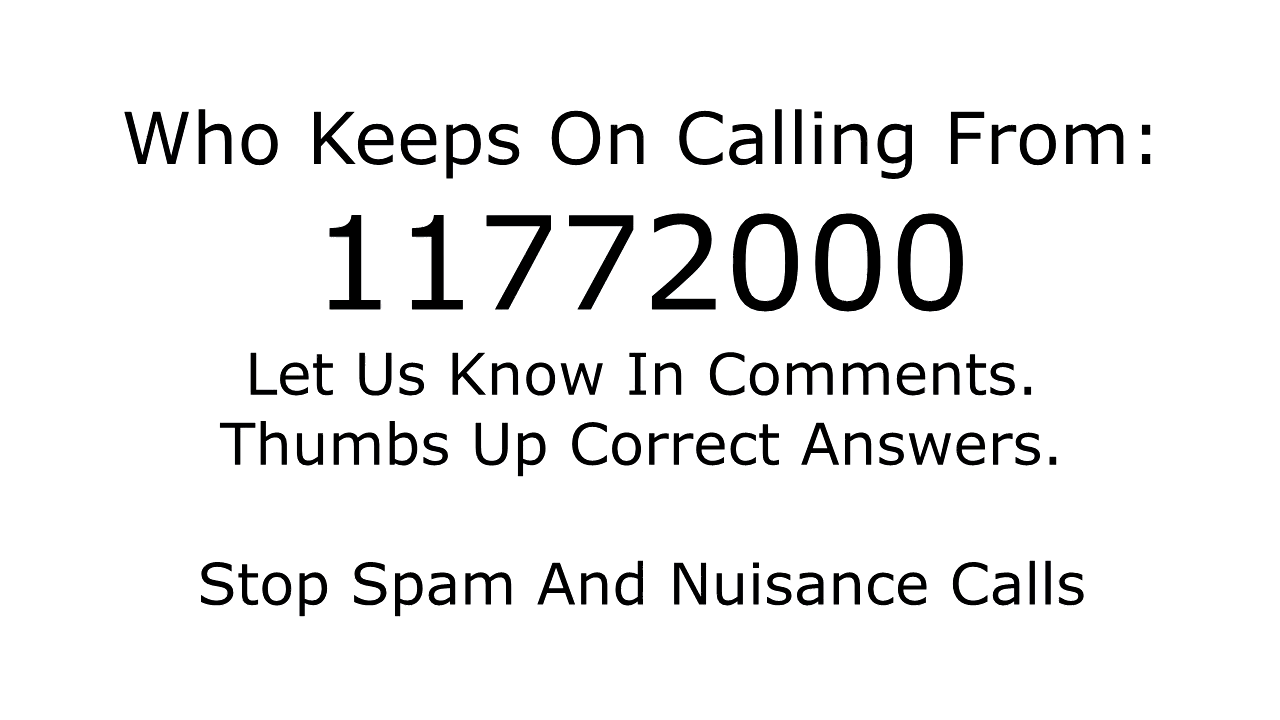 Who Keeps On Calling From:
11772000
Let Us Know In Comments.
Thumbs Up Correct Answers.
Stop Spam And Nuisance Calls